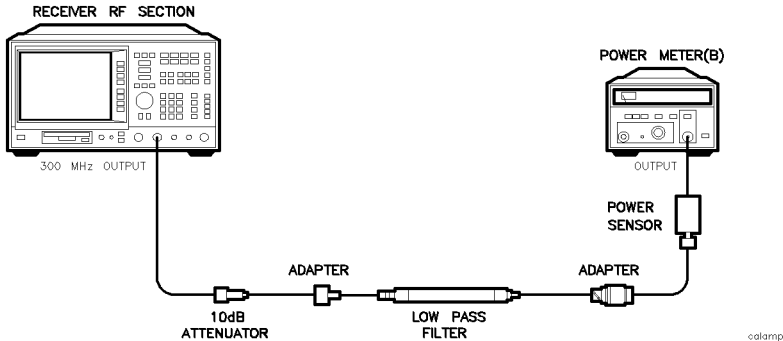 RECEIVER RF SECTION
POWER METER(B)
300 MHz OUTPUT
OUTPUT
POWER
SENSOR
ADAPTER
ADAPTER
10dB
ATTENUATOR
LOW PASS
FILTER
calamp